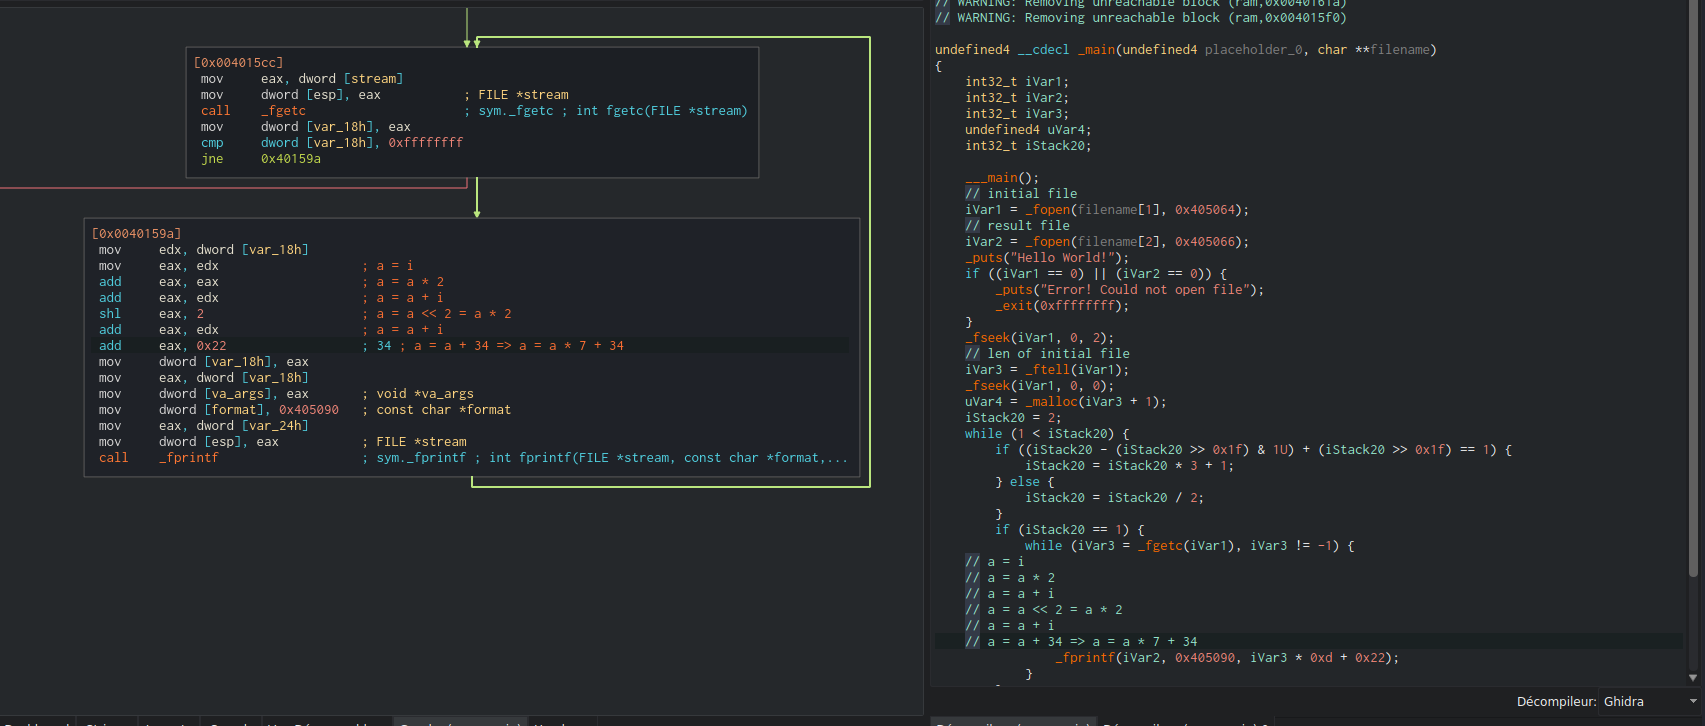 [0x004015cc]
mov eax, dword [stream]
mov dword [esp], eax ; FILE *stream
call _fgetc ; sym._fgetc ; int fgetc(FILE *stream)
mov dword [var_18h], eax
cmp dword [var_18h], 0xffffffff
jne 0x40159a
[0x0040159a]
mov edx, dword [var_18h]
mov eax, edx ; a = i
add eax, eax ; a = a * 2
add eax, edx ; a = a + i
shl eax, 2 ; a = a << 2 = a * 2
add eax, edx ; a = a + i
add eax, 0x22 ; 34 ; a = a + 34 => a = a * 7 + 34
mov dword [var_18h], eax
mov eax, dword [var_18h]
mov dword [va_args], eax ; void *va_args
mov dword [format], 0x405090 ; const char *format
mov eax, dword [var_24h]
mov dword [esp], eax ; FILE *stream
call _fprintf ; sym._fprintf ; int fprintf(FILE *stream, const char *format,...
// WARNING: Removing unreachable block (ram,0x0040161a)
// WARNING: Removing unreachable block (ram,0x004015f0)
undefined4 __cdecl _main(undefined4 placeholder_0, char **filename)
{
int32_t iVar1;
int32_t iVar2;
int32_t iVar3;
undefined4 uVar4;
int32_t iStack20;
___main();
// initial file
iVar1 = _fopen(filename[1], 0x405064);
// result file
iVar2 = _fopen(filename[2], 0x405066);
_puts("Hello World!");
if ((iVar1 == 0) || (iVar2 == 0)) {
_puts("Error! Could not open file");
_exit(0xffffffff);
}
_fseek(iVar1, 0, 2);
// len of initial file
iVar3 = _ftell(iVar1);
_fseek(iVar1, 0, 0);
uVar4 = _malloc(iVar3 + 1);
iStack20 = 2;
while (1 < iStack20) {
if ((iStack20 - (iStack20 >> 0x1f) & 1U) + (iStack20 >> 0x1f) == 1) {
iStack20 = iStack20 * 3 + 1;
} else {
iStack20 = iStack20 / 2;
}
if (iStack20 == 1) {
while (iVar3 = _fgetc(iVar1), iVar3 != -1) {
// a = i
// a = a * 2
// a = a + i
// a = a << 2 = a * 2
// a = a + i
// a = a + 34 => a = a * 7 + 34
_fprintf(iVar2, 0x405090, iVar3 * 0xd + 0x22);
}
Décompileur: Ghidra